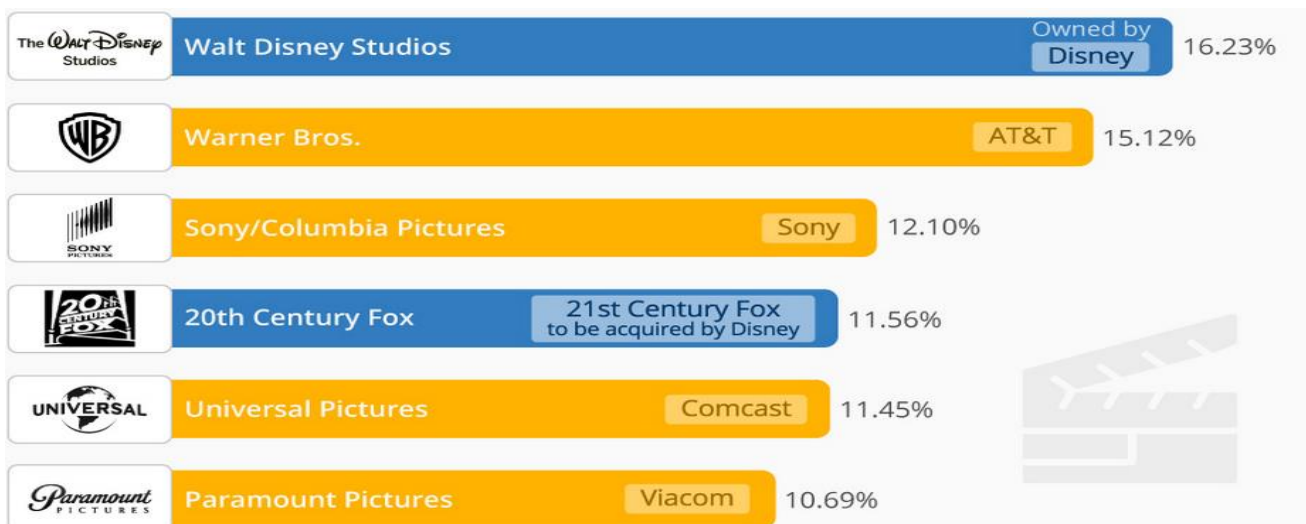 The Walt Disney
Studios
Walt Disney Studios
Owned by
Disney
16.23%
WB
Warner Bros.
AT&T
15.12%
SONY
PICTURES
Sony/Columbia Pictures
Sony
12.10%
20th
CENTURY
FOX
20th Century Fox
21st Century Fox
to be acquired by Disney
11.56%
UNIVERSAL
Universal Pictures
Comcast
11.45%
Paramount
PICTURES
Paramount Pictures
Viacom
10.69%